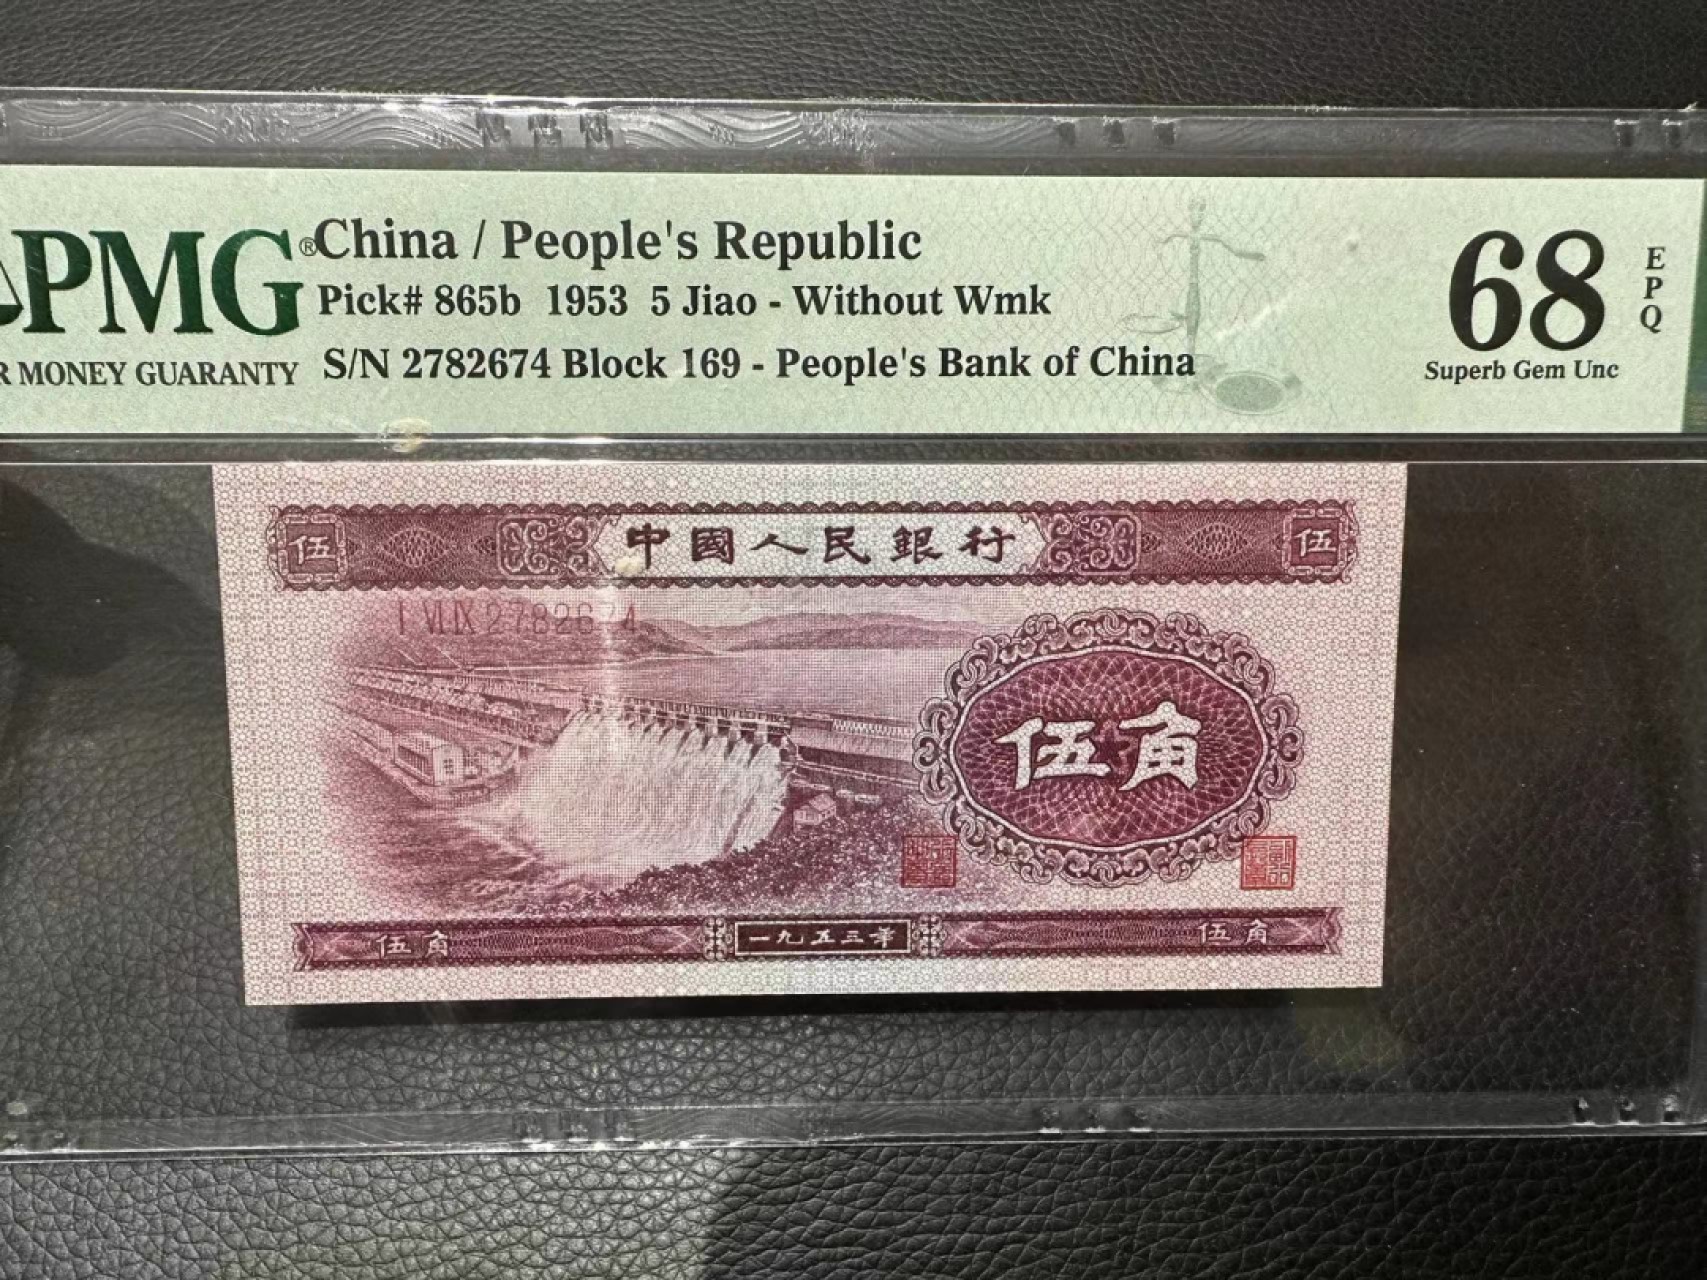 PMG®
R MONEY GUARANTY
China / People's Republic
Pick# 865b 1953 5 Jiao - Without Wmk
S/N 2782674 Block 169 - People's Bank of China
68
EPQ
Superb Gem Unc
伍 中國人民銀行 伍
I VI IX 2782674
伍角
伍角 一九五三年 伍角